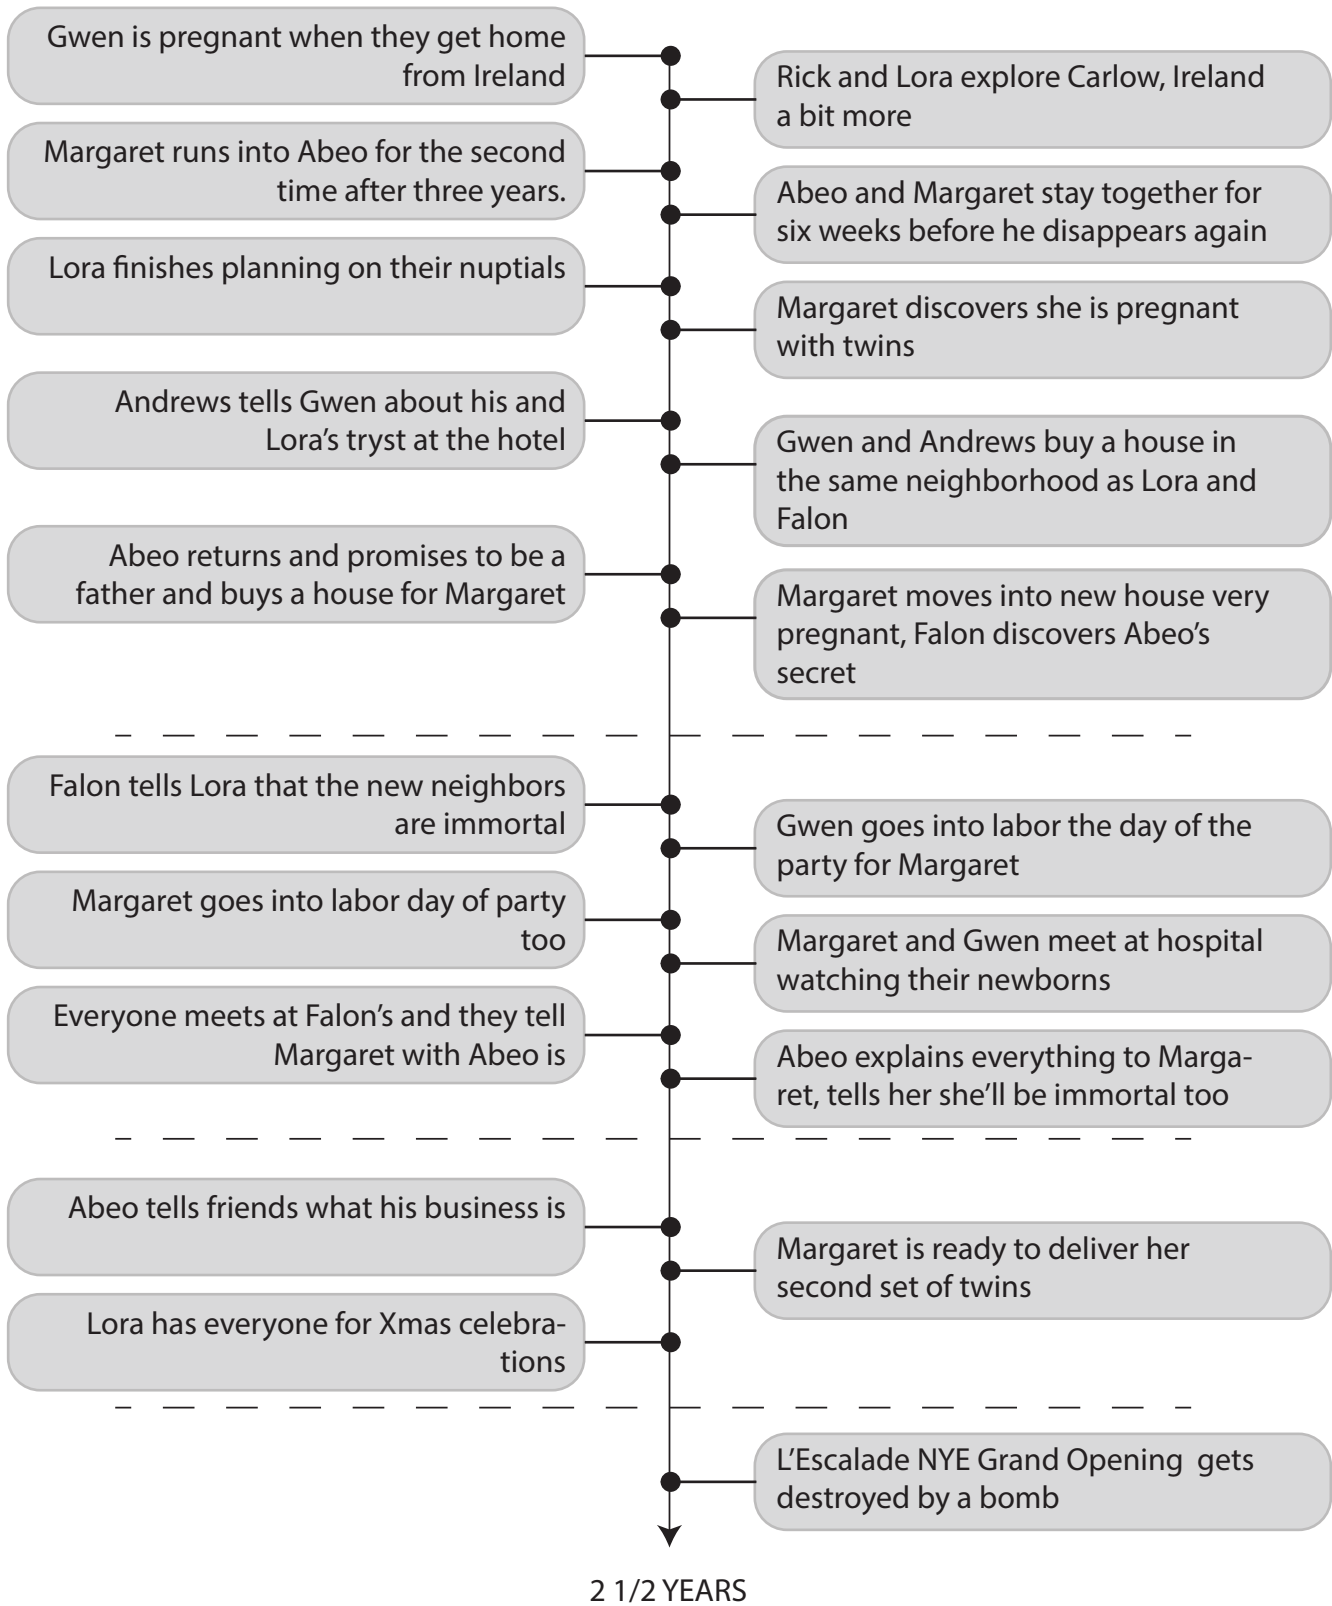 Gwen is pregnant when they get home
from Ireland
Rick and Lora explore Carlow, Ireland
a bit more
Margaret runs into Abeo for the second
time after three years.
Abeo and Margaret stay together for
six weeks before he disappears again
Lora finishes planning on their nuptials
Margaret discovers she is pregnant
with twins
Andrews tells Gwen about his and
Lora’s tryst at the hotel
Gwen and Andrews buy a house in
the same neighborhood as Lora and
Falon
Abeo returns and promises to be a
father and buys a house for Margaret
Margaret moves into new house very
pregnant, Falon discovers Abeo’s
secret
Falon tells Lora that the new neighbors
are immortal
Gwen goes into labor the day of the
party for Margaret
Margaret goes into labor day of party
too
Margaret and Gwen meet at hospital
watching their newborns
Everyone meets at Falon’s and they tell
Margaret with Abeo is
Abeo explains everything to Marga-
ret, tells her she’ll be immortal too
Abeo tells friends what his business is
Margaret is ready to deliver her
second set of twins
Lora has everyone for Xmas celebra-
tions
L’Escalade NYE Grand Opening  gets
destroyed by a bomb
2 1/2 YEARS